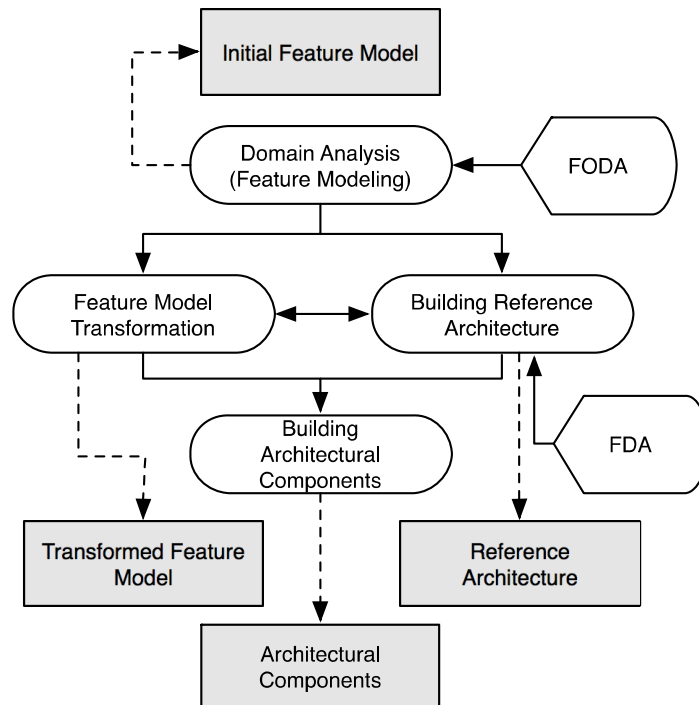 Initial Feature Model
Domain Analysis
(Feature Modeling)
FODA
Feature Model
Transformation
Building Reference
Architecture
Building
Architectural
Components
FDA
Transformed Feature
Model
Reference
Architecture
Architectural
Components